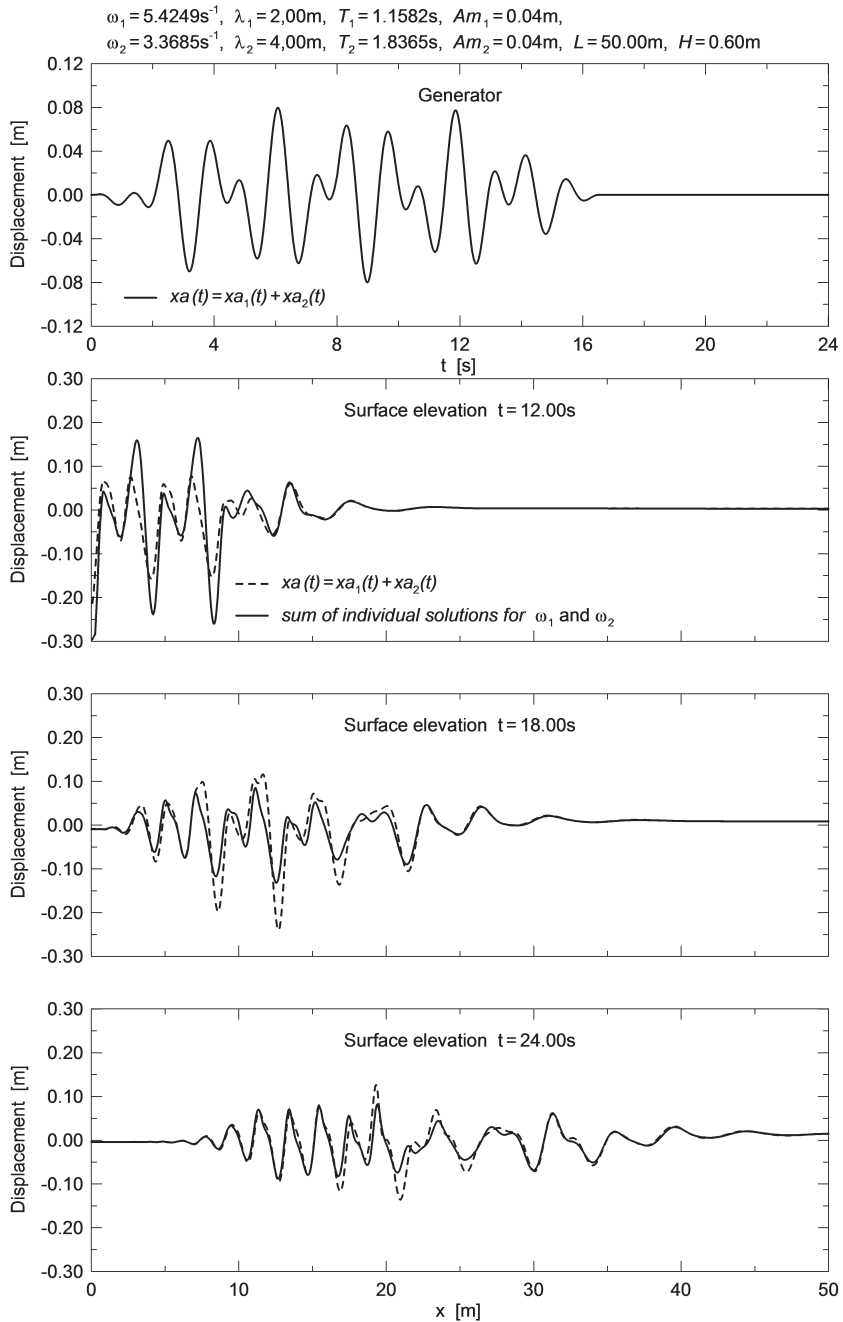 ω₁ = 5.4249s⁻¹, λ₁ = 2,00m, T₁ = 1.1582s, Am₁ = 0.04m,
ω₂ = 3.3685s⁻¹, λ₂ = 4,00m, T₂ = 1.8365s, Am₂ = 0.04m, L = 50.00m, H = 0.60m
Generator
Displacement [m]
0.12
0.08
0.04
0.00
-0.04
-0.08
-0.12
xa(t) = xa₁(t) + xa₂(t)
0 4 8 12 16 20 24
t [s]
Surface elevation t = 12.00s
Displacement [m]
0.30
0.20
0.10
0.00
-0.10
-0.20
-0.30
xa(t) = xa₁(t) + xa₂(t)
sum of individual solutions for ω₁ and ω₂
Surface elevation t = 18.00s
Displacement [m]
0.30
0.20
0.10
0.00
-0.10
-0.20
-0.30
Surface elevation t = 24.00s
Displacement [m]
0.30
0.20
0.10
0.00
-0.10
-0.20
-0.30
0 10 20 30 40 50
x [m]